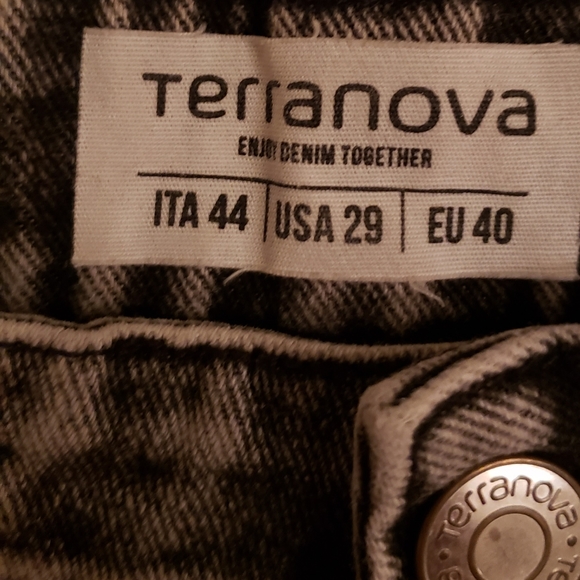 Terranova
ENJOY DENIM TOGETHER
ITA 44 USA 29 EU 40
Terranova